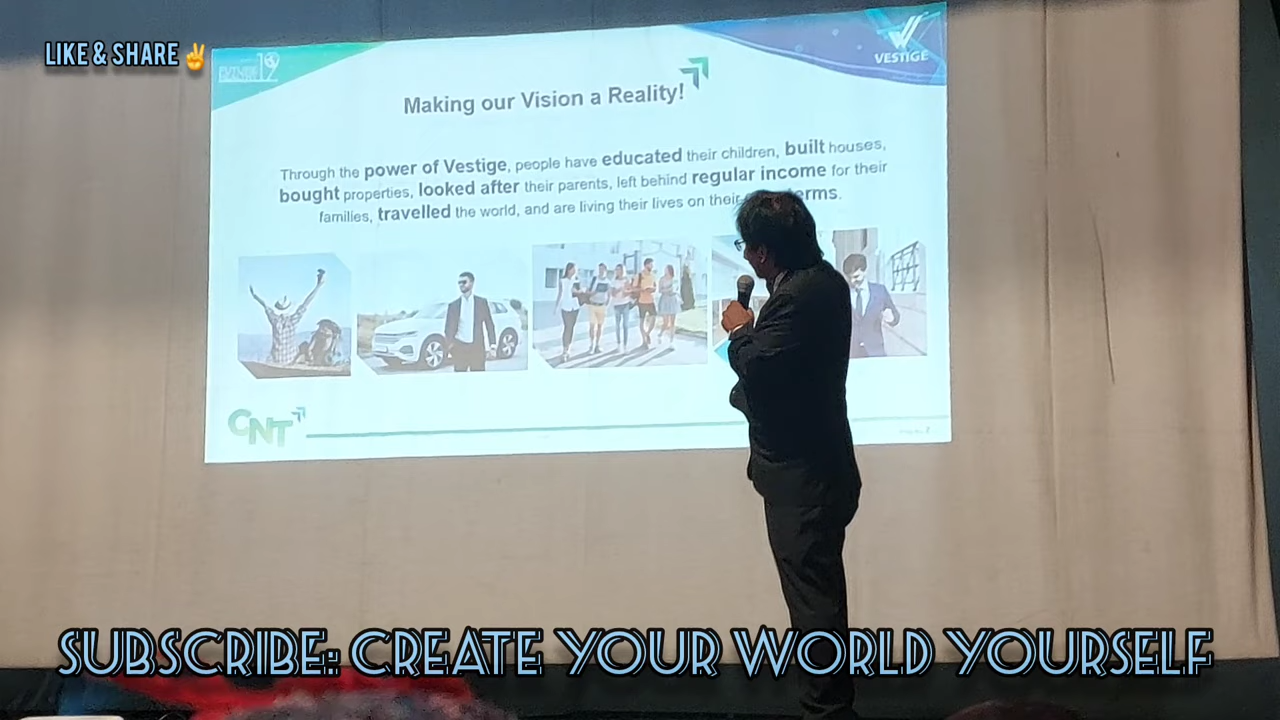 LIKE & SHARE ✌
19
VESTIGE
Making our Vision a Reality!
Through the power of Vestige, people have educated their children, built houses,
bought properties, looked after their parents, left behind regular income for their
families, travelled the world, and are living their lives on their
CNT
SUBSCRIBE: CREATE YOUR WORLD YOURSELF